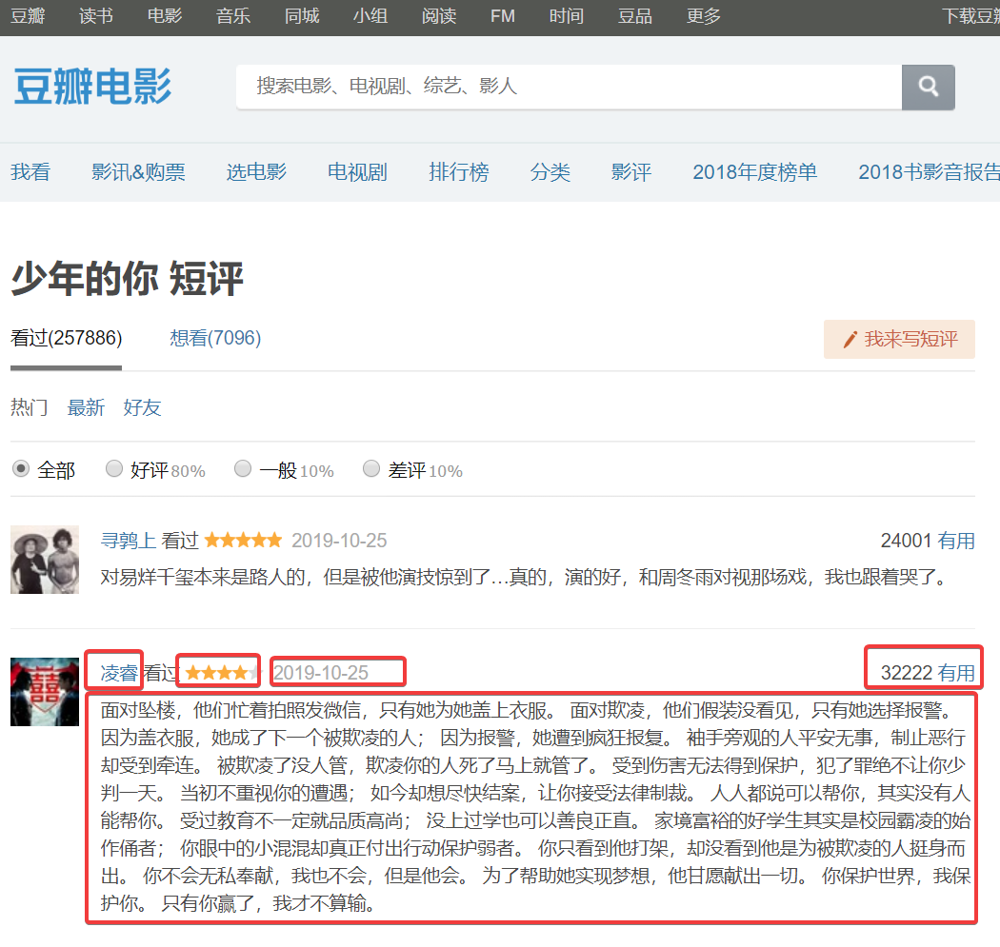 豆瓣 读书 电影 音乐 同城 小组 阅读 FM 时间 豆品 更多 下载豆
豆瓣电影 搜索电影、电视剧、综艺、影人
我看 影讯&购票 选电影 电视剧 排行榜 分类 影评 2018年度榜单 2018书影音报告
少年的你 短评
看过(257886) 想看(7096) 我来写短评
热门 最新 好友
全部 好评80% 一般10% 差评10%
寻鹑上 看过 2019-10-25 24001 有用
对易烊千玺本来是路人的，但是被他演技惊到了…真的，演的好，和周冬雨对视那场戏，我也跟着哭了。
凌睿 看过 2019-10-25 32222 有用
面对坠楼，他们忙着拍照发微信，只有她为她盖上衣服。 面对欺凌，他们假装没看见，只有她选择报警。
因为盖衣服，她成了下一个被欺凌的人； 因为报警，她遭到疯狂报复。 袖手旁观的人平安无事，制止恶行
却受到牵连。 被欺凌了没人管，欺凌你的人死了马上就管了。 受到伤害无法得到保护，犯了罪绝不让你少
判一天。 当初不重视你的遭遇； 如今却想尽快结案，让你接受法律制裁。 人人都说可以帮你，其实没有人
能帮你。 受过教育不一定就品质高尚； 没上过学也可以善良正直。 家境富裕的好学生其实是校园霸凌的始
作俑者； 你眼中的小混混却真正付出行动保护弱者。 你只看到他打架，却没看到他是为被欺凌的人挺身而
出。 你不会无私奉献，我也不会，但是他会。 为了帮助她实现梦想，他甘愿献出一切。 你保护世界，我保
护你。 只有你赢了，我才不算输。